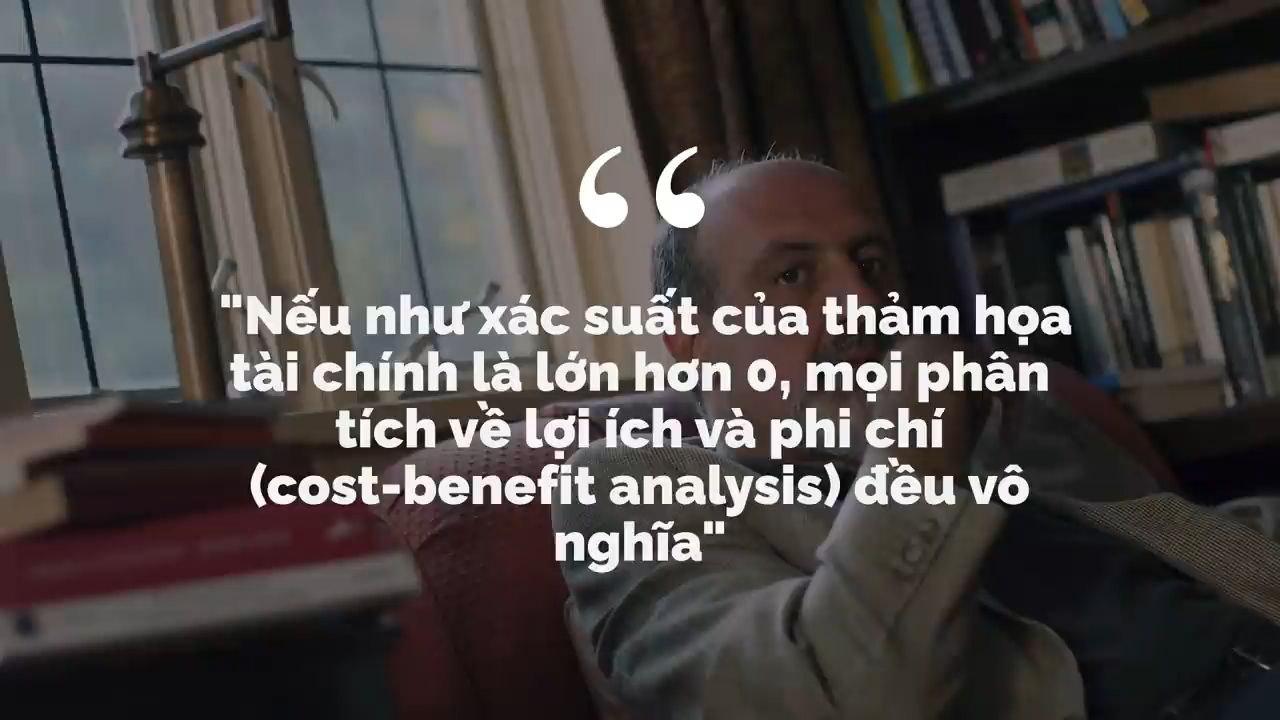 “
"Nếu như xác suất của thảm họa
tài chính là lớn hơn 0, mọi phân
tích về lợi ích và phi chí
(cost-benefit analysis) đều vô
nghĩa"